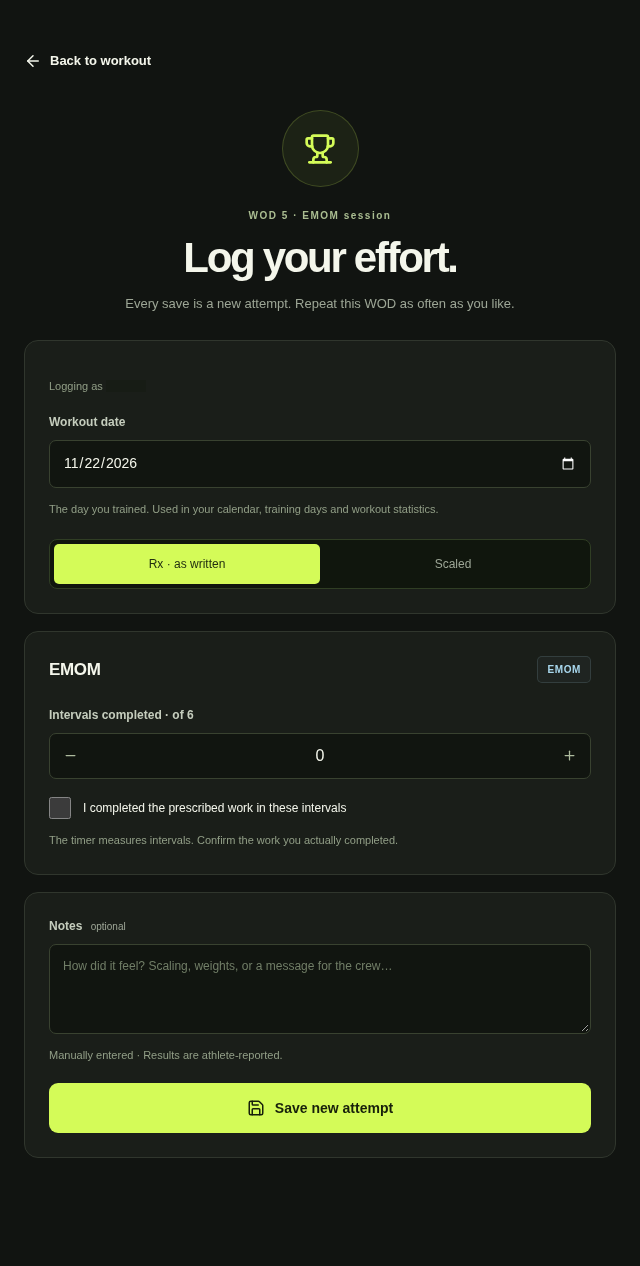 Back to workout
WOD 5 · EMOM session
Log your effort.
Every save is a new attempt. Repeat this WOD as often as you like.
Logging as
Workout date
11/22/2026
The day you trained. Used in your calendar, training days and workout statistics.
Rx · as written
Scaled
EMOM
EMOM
Intervals completed · of 6
− 0 +
I completed the prescribed work in these intervals
The timer measures intervals. Confirm the work you actually completed.
Notes optional
How did it feel? Scaling, weights, or a message for the crew…
Manually entered · Results are athlete-reported.
Save new attempt